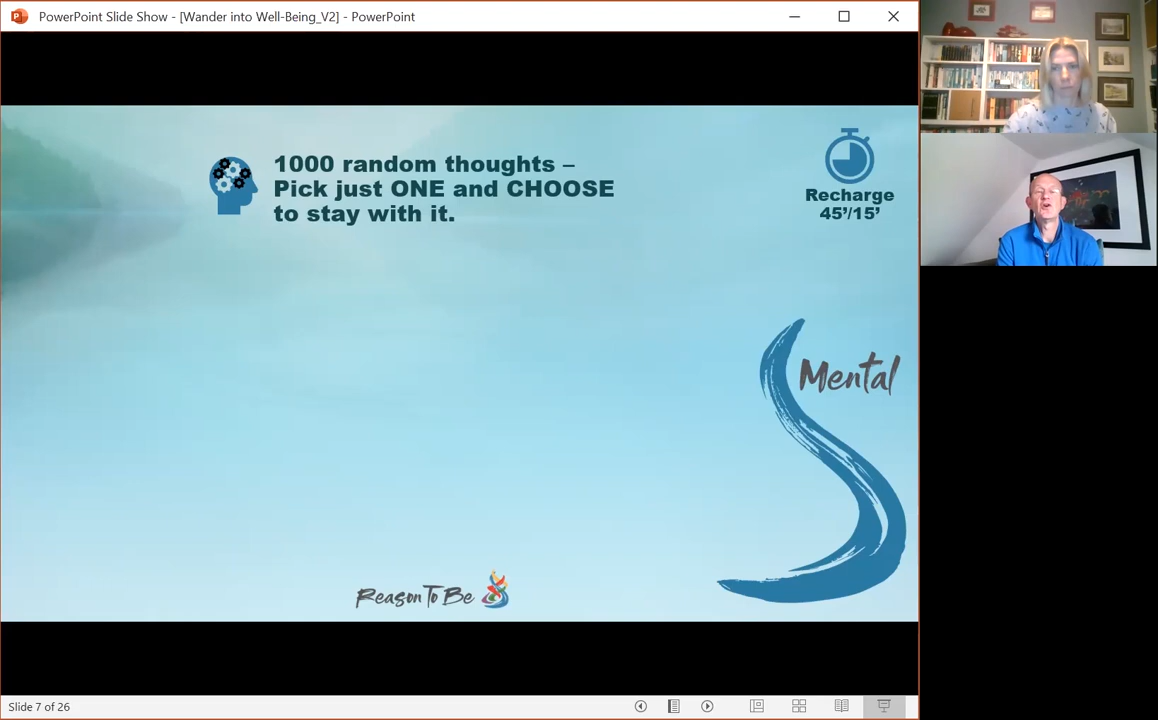 PowerPoint Slide Show - [Wander into Well-Being_V2] - PowerPoint
1000 random thoughts –
Pick just ONE and CHOOSE
to stay with it.
Recharge
45’/15’
Mental
Reason To Be
Slide 7 of 26